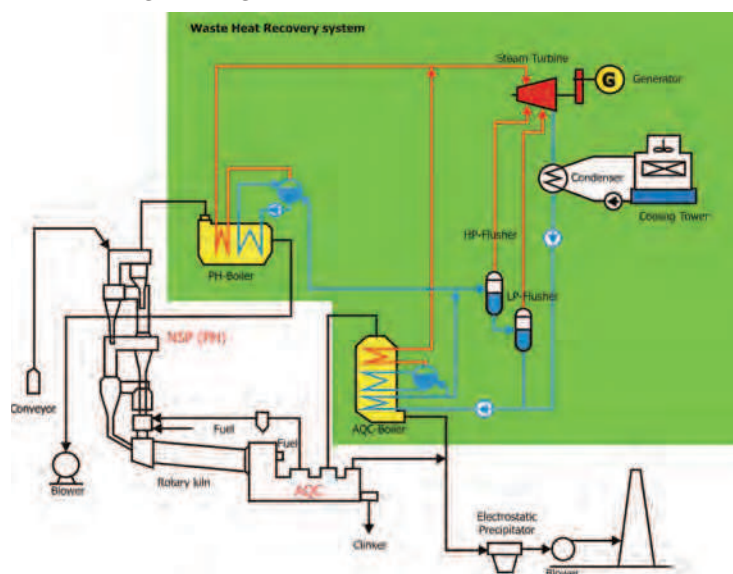 Waste Heat Recovery system
Steam Turbine
G
Generator
Condenser
Cooling Tower
HP-Flusher
PH-Boiler
LP-Flusher
NSP (PH)
Conveyor
AQC-Boiler
Fuel
Fuel
Blower
Rotary kiln
AQC
Clinker
Electrostatic
Precipitator
Blower